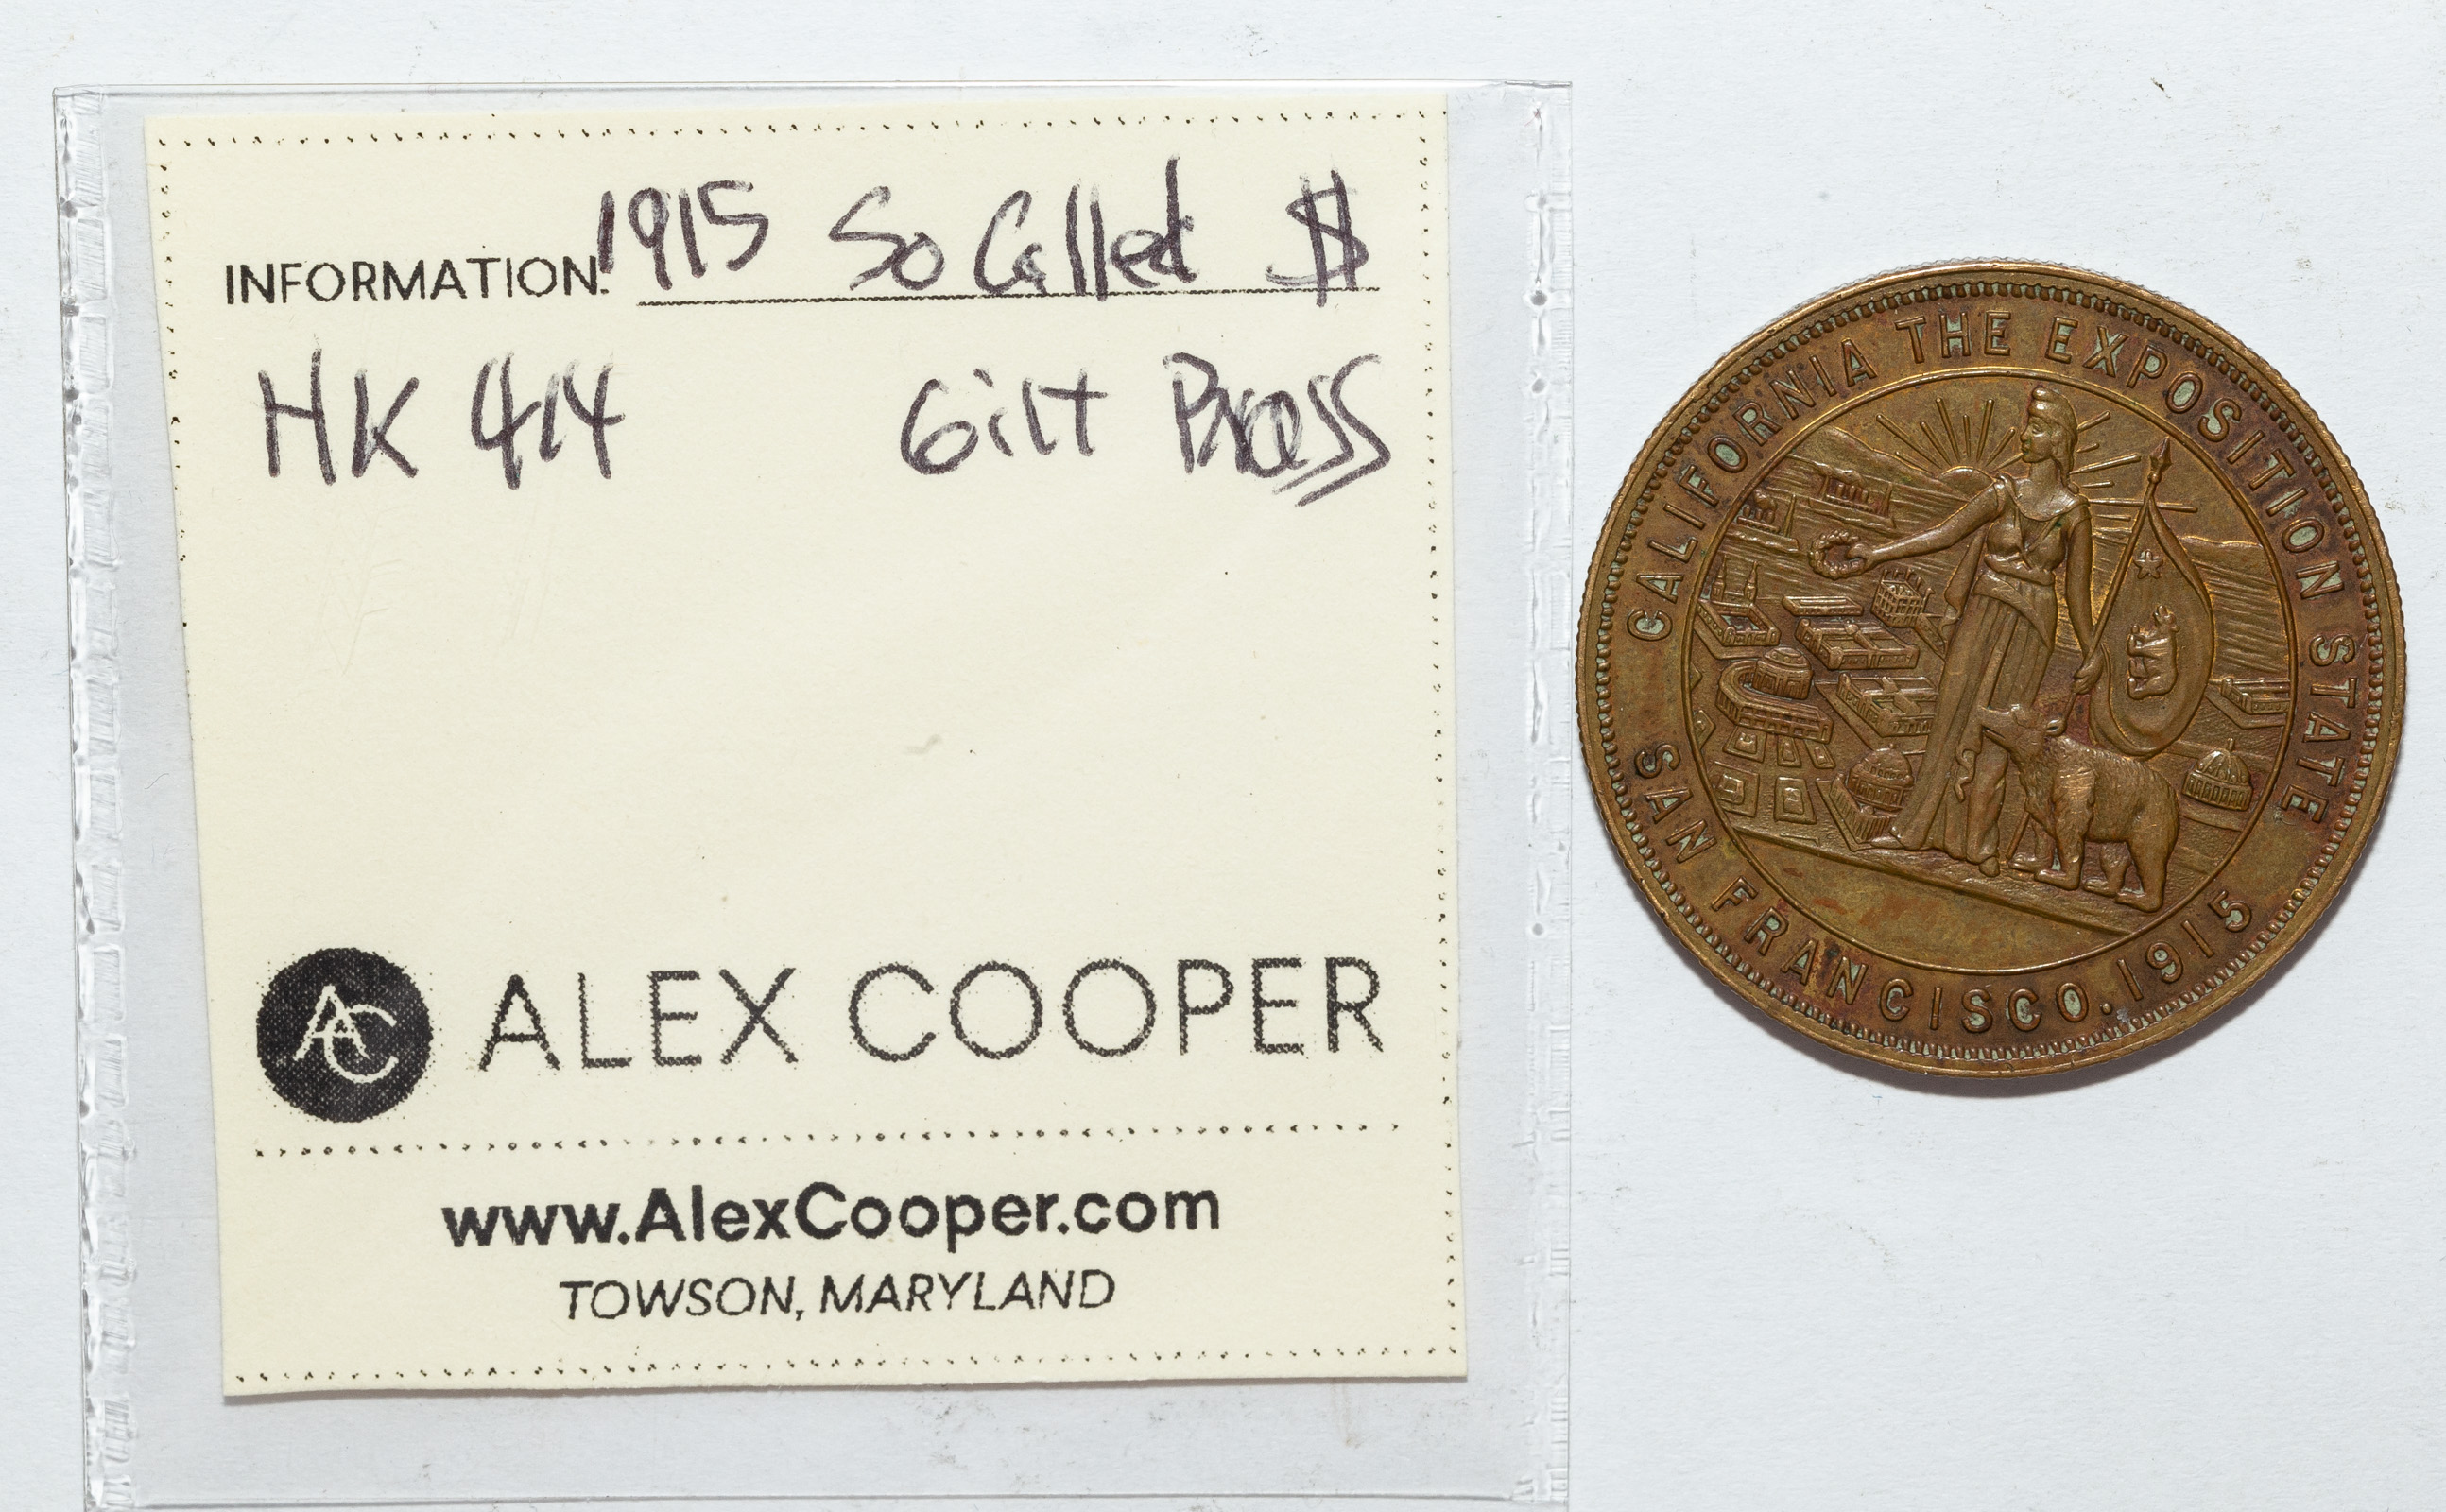 INFORMATION: 1915 So Called $
HK 414 Gilt Brass
AC ALEX COOPER
www.AlexCooper.com
TOWSON, MARYLAND
CALIFORNIA THE EXPOSITION STATE
SAN FRANCISCO. 1915